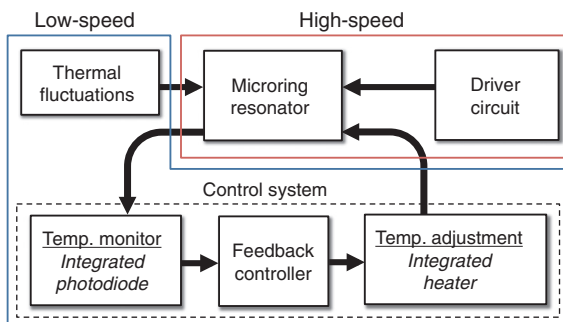 Low-speed
High-speed
Thermal
fluctuations
Microring
resonator
Driver
circuit
Control system
Temp. monitor
Integrated
photodiode
Feedback
controller
Temp. adjustment
Integrated
heater